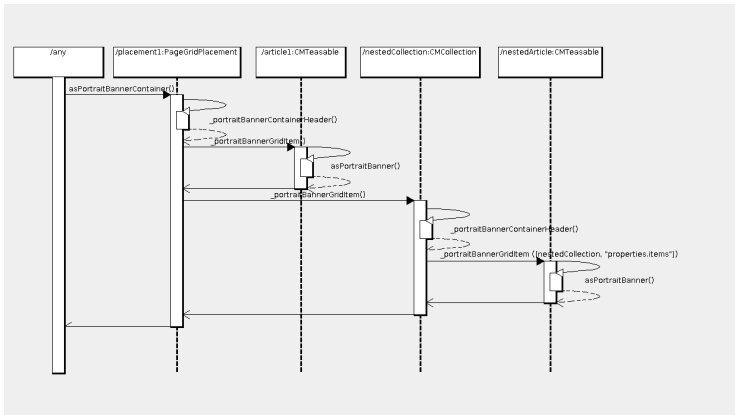 /any
/placement1:PageGridPlacement
/article1:CMTeasable
/nestedCollection:CMCollection
/nestedArticle:CMTeasable
asPortraitBannerContainer()
_portraitBannerContainerHeader()
_portraitBannerGridItem()
asPortraitBanner()
_portraitBannerGridItem()
_portraitBannerContainerHeader()
_portraitBannerGridItem ([nestedCollection, "properties.items"])
asPortraitBanner()